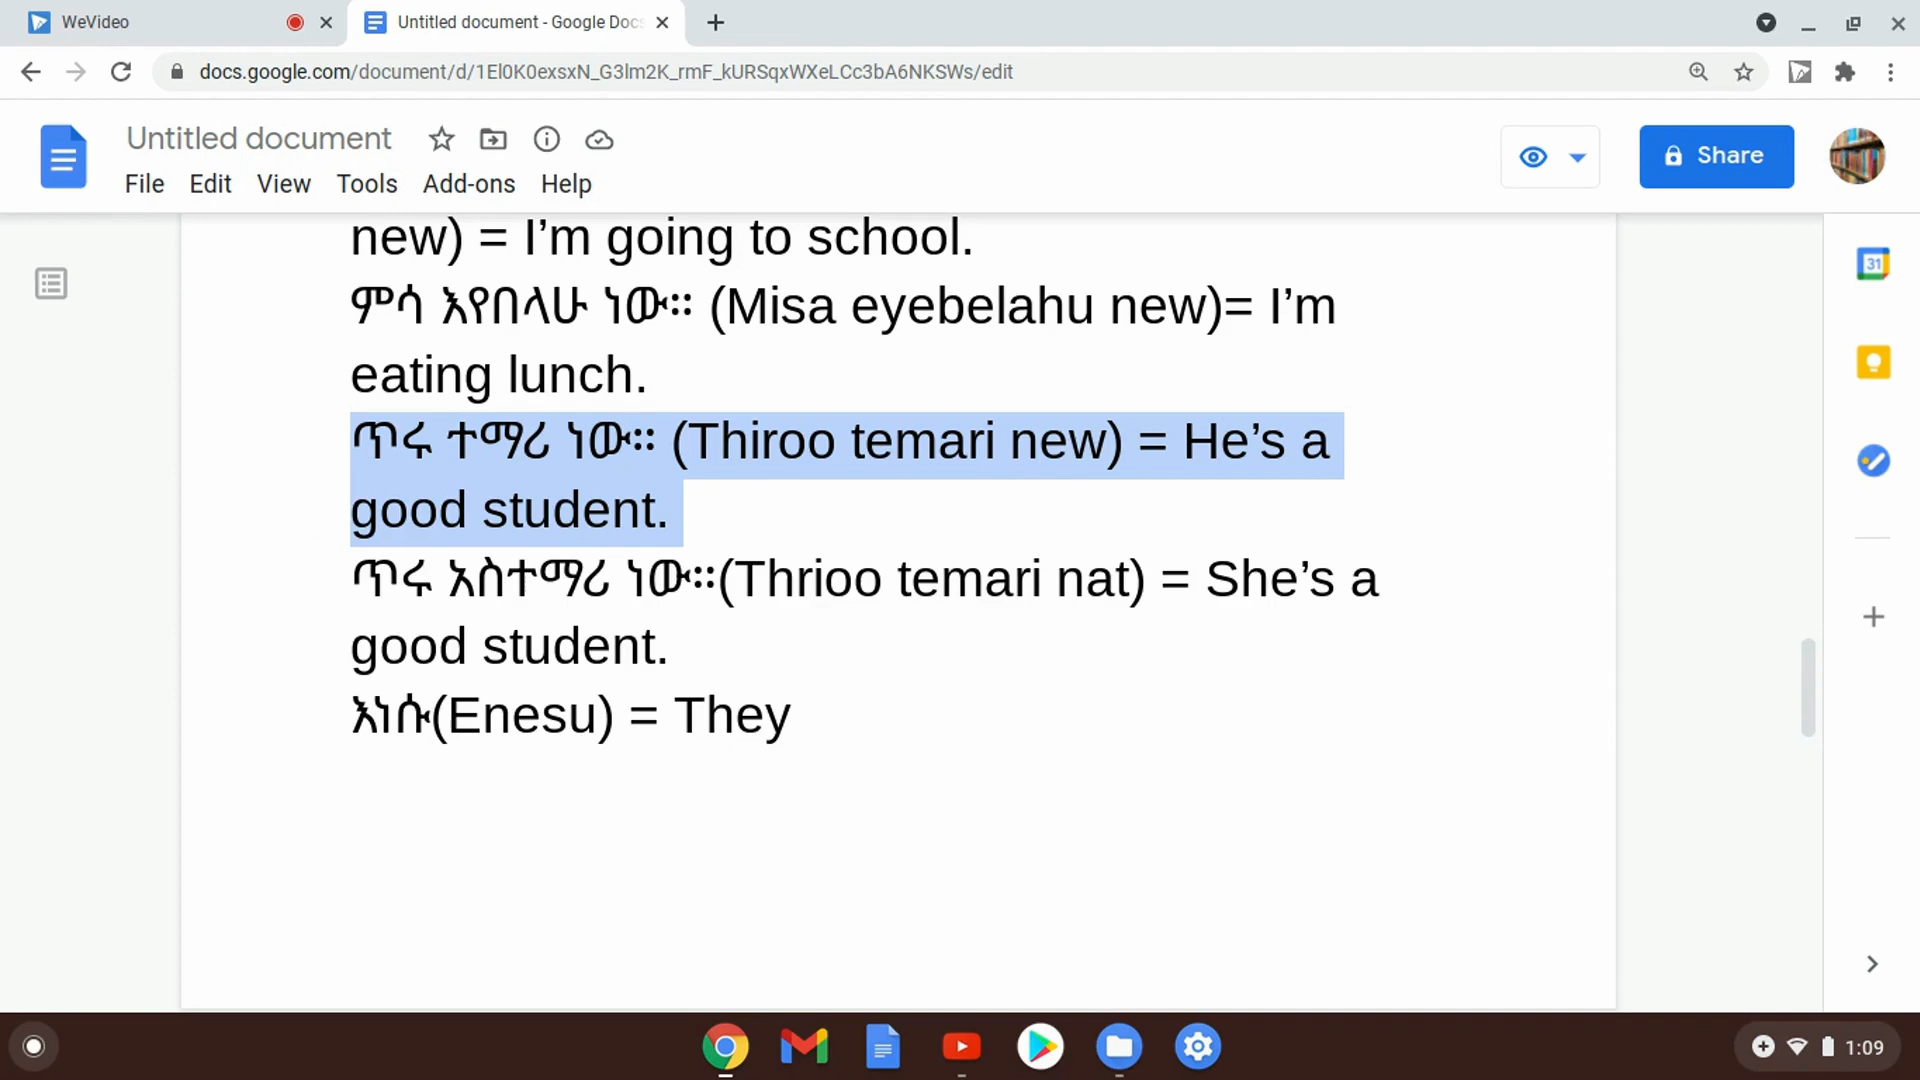 WeVideo
Untitled document - Google Docs
docs.google.com/document/d/1El0K0exsxN_G3lm2K_rmF_kURSqxWXeLCc3bA6NKSWs/edit
Untitled document
File Edit View Tools Add-ons Help
Share
new) = I’m going to school.
ምሳ እየበላሁ ነው። (Misa eyebelahu new)= I’m
eating lunch.
ጥሩ ተማሪ ነው። (Thiroo temari new) = He’s a
good student.
ጥሩ አስተማሪ ነው።(Thrioo temari nat) = She’s a
good student.
እነሱ(Enesu) = They
31
1:09